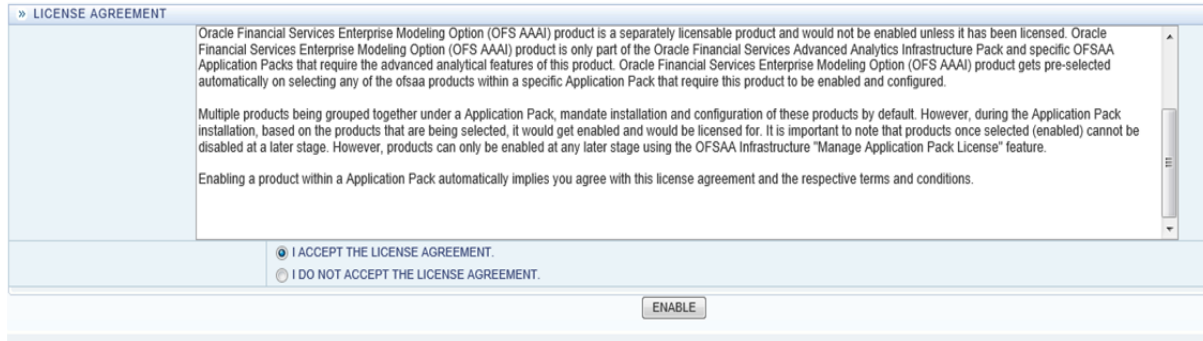 » LICENSE AGREEMENT
Oracle Financial Services Enterprise Modeling Option (OFS AAAI) product is a separately licensable product and would not be enabled unless it has been licensed. Oracle
Financial Services Enterprise Modeling Option (OFS AAAI) product is only part of the Oracle Financial Services Advanced Analytics Infrastructure Pack and specific OFSAA
Application Packs that require the advanced analytical features of this product. Oracle Financial Services Enterprise Modeling Option (OFS AAAI) product gets pre-selected
automatically on selecting any of the ofsaa products within a specific Application Pack that require this product to be enabled and configured.
Multiple products being grouped together under a Application Pack, mandate installation and configuration of these products by default. However, during the Application Pack
installation, based on the products that are being selected, it would get enabled and would be licensed for. It is important to note that products once selected (enabled) cannot be
disabled at a later stage. However, products can only be enabled at any later stage using the OFSAA Infrastructure "Manage Application Pack License" feature.
Enabling a product within a Application Pack automatically implies you agree with this license agreement and the respective terms and conditions.
I ACCEPT THE LICENSE AGREEMENT.
I DO NOT ACCEPT THE LICENSE AGREEMENT.
ENABLE